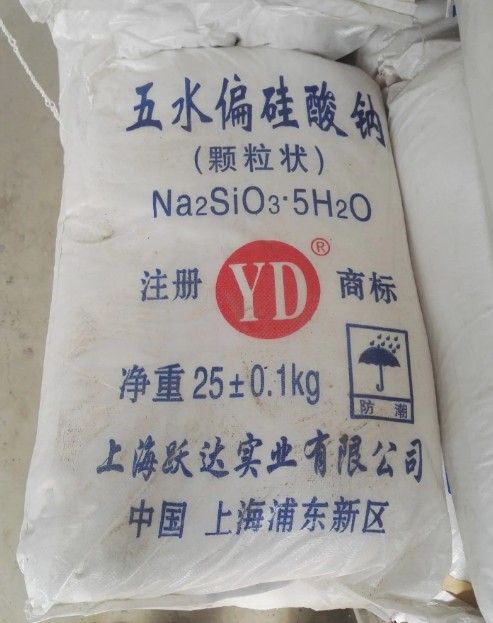 五水偏硅酸钠
(颗粒状)
Na2SiO3·5H2O
注册 YD® 商标
净重 25±0.1kg
防潮
上海跃达实业有限公司
中国 上海浦东新区